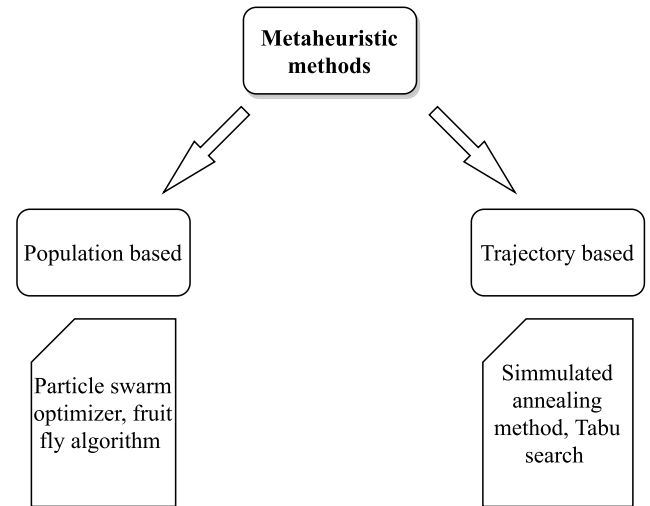 Metaheuristic
methods
Population based
Trajectory based
Particle swarm
optimizer, fruit
fly algorithm
Simmulated
annealing
method, Tabu
search